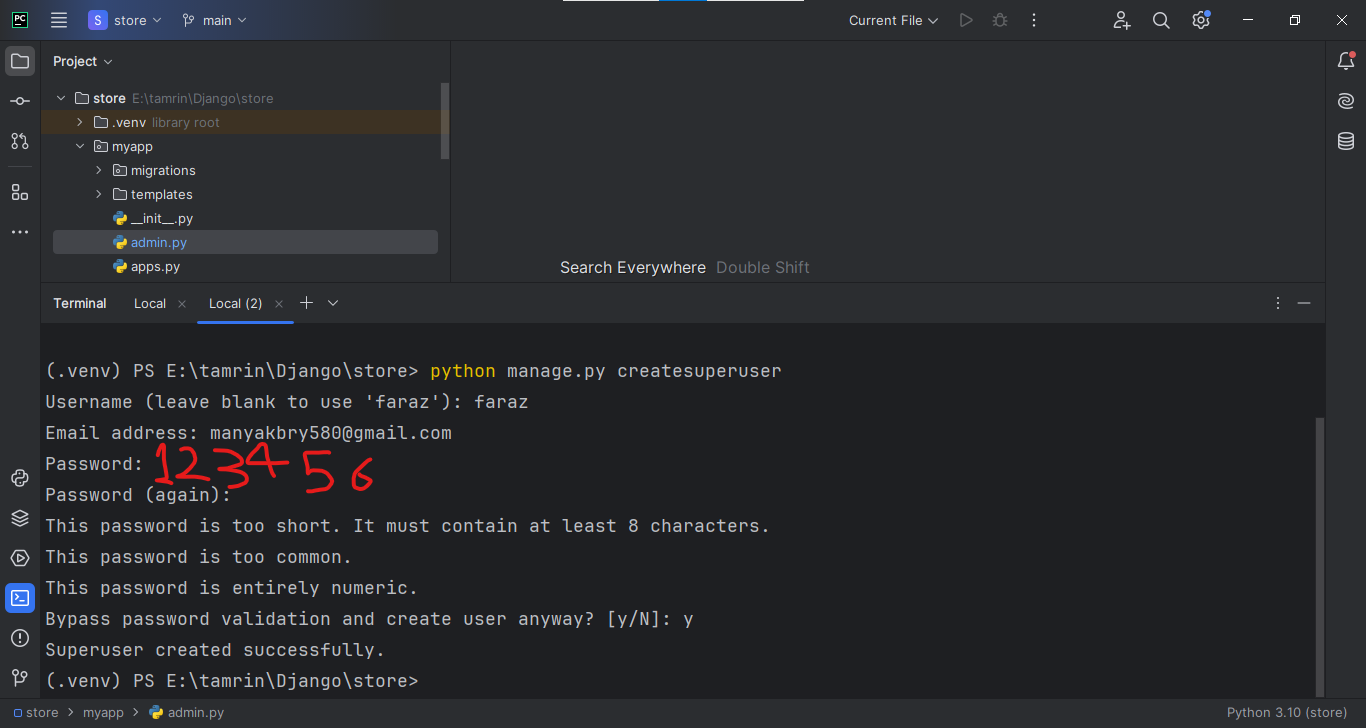 PC
S store
main
Current File
Project
store E:\tamrin\Django\store
.venv library root
myapp
migrations
templates
__init__.py
admin.py
apps.py
Search Everywhere Double Shift
Terminal Local Local (2)
(.venv) PS E:\tamrin\Django\store> python manage.py createsuperuser
Username (leave blank to use 'faraz'): faraz
Email address: manyakbry580@gmail.com
Password: 123456
Password (again):
This password is too short. It must contain at least 8 characters.
This password is too common.
This password is entirely numeric.
Bypass password validation and create user anyway? [y/N]: y
Superuser created successfully.
(.venv) PS E:\tamrin\Django\store>
store > myapp > admin.py
Python 3.10 (store)